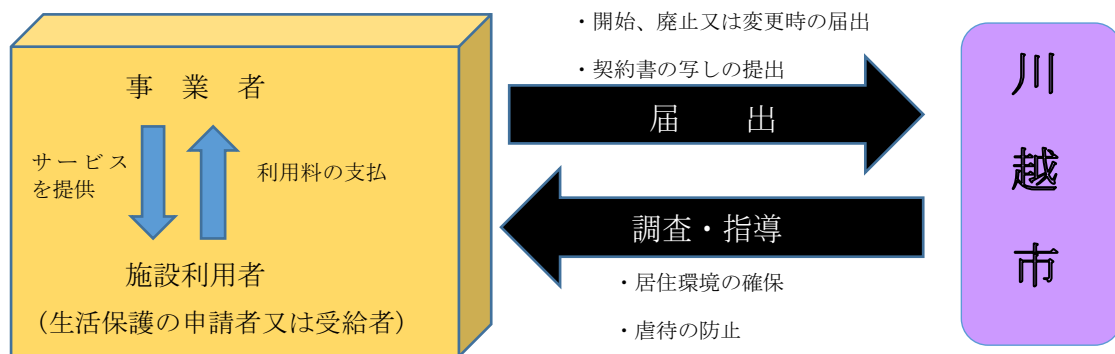 事　業　者
サービス
を提供
利用料の支払
施設利用者
（生活保護の申請者又は受給者）
・開始、廃止又は変更時の届出
・契約書の写しの提出
届　　出
調査・指導
・居住環境の確保
・虐待の防止
川
越
市